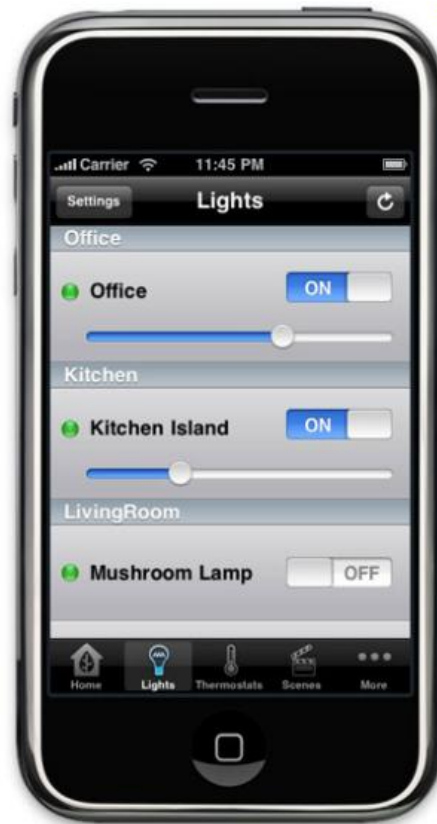 Carrier 11:45 PM
Settings Lights
Office
Office ON
Kitchen
Kitchen Island ON
LivingRoom
Mushroom Lamp OFF
Home Lights Thermostats Scenes More